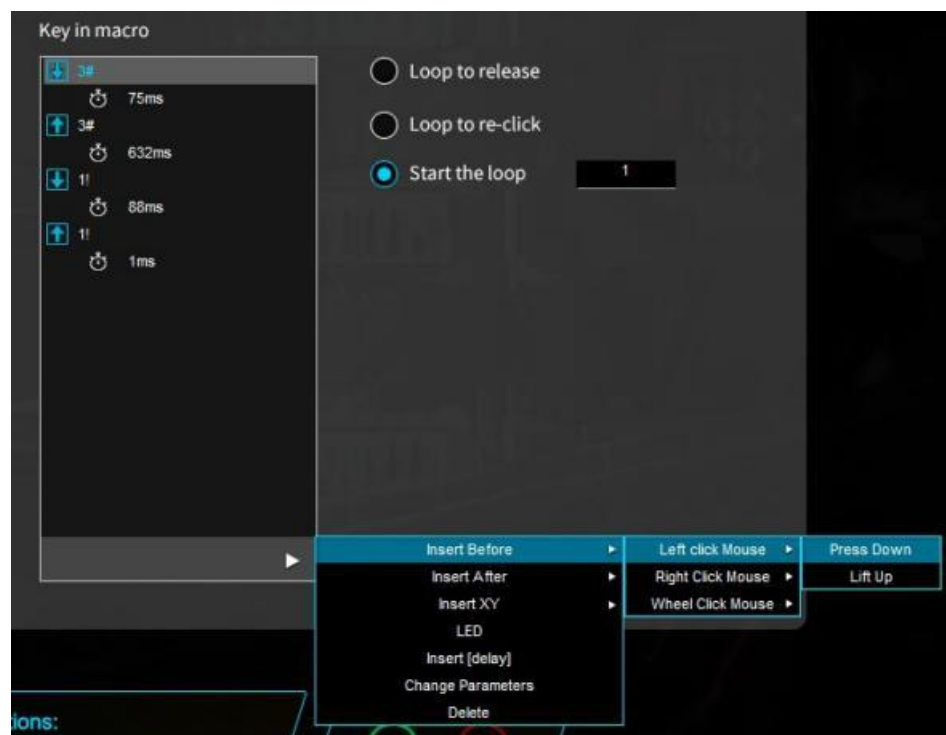 Key in macro
3#
75ms
3#
632ms
1!
88ms
1!
1ms
Loop to release
Loop to re-click
Start the loop 1
Insert Before
Insert After
Insert XY
LED
Insert [delay]
Change Parameters
Delete
Left click Mouse
Right Click Mouse
Wheel Click Mouse
Press Down
Lift Up
ions: